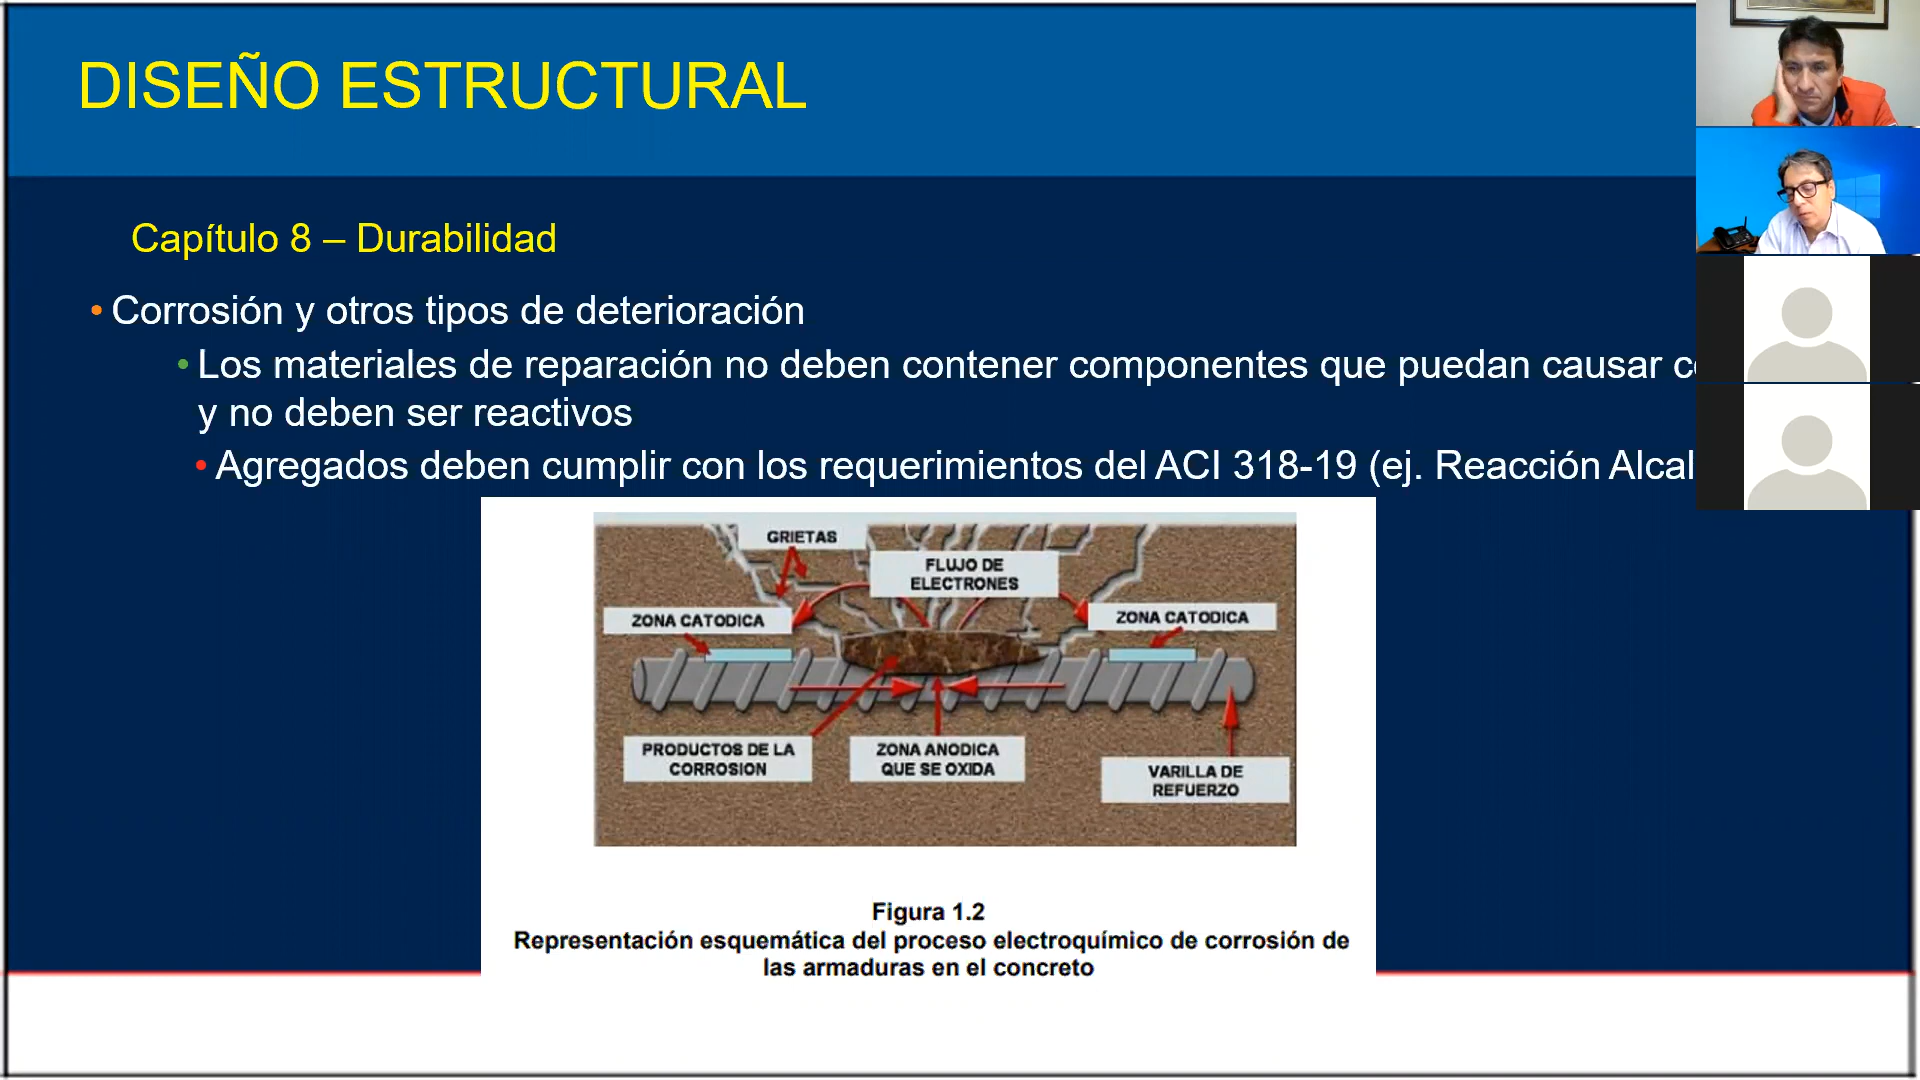 DISEÑO ESTRUCTURAL
Capítulo 8 – Durabilidad
• Corrosión y otros tipos de deterioración
• Los materiales de reparación no deben contener componentes que puedan causar
y no deben ser reactivos
• Agregados deben cumplir con los requerimientos del ACI 318-19 (ej. Reacción
GRIETAS
FLUJO DE
ELECTRONES
ZONA CATODICA
ZONA CATODICA
PRODUCTOS DE LA
CORROSION
ZONA ANODICA
QUE SE OXIDA
VARILLA DE
REFUERZO
Figura 1.2
Representación esquemática del proceso electroquímico de corrosión de
las armaduras en el concreto